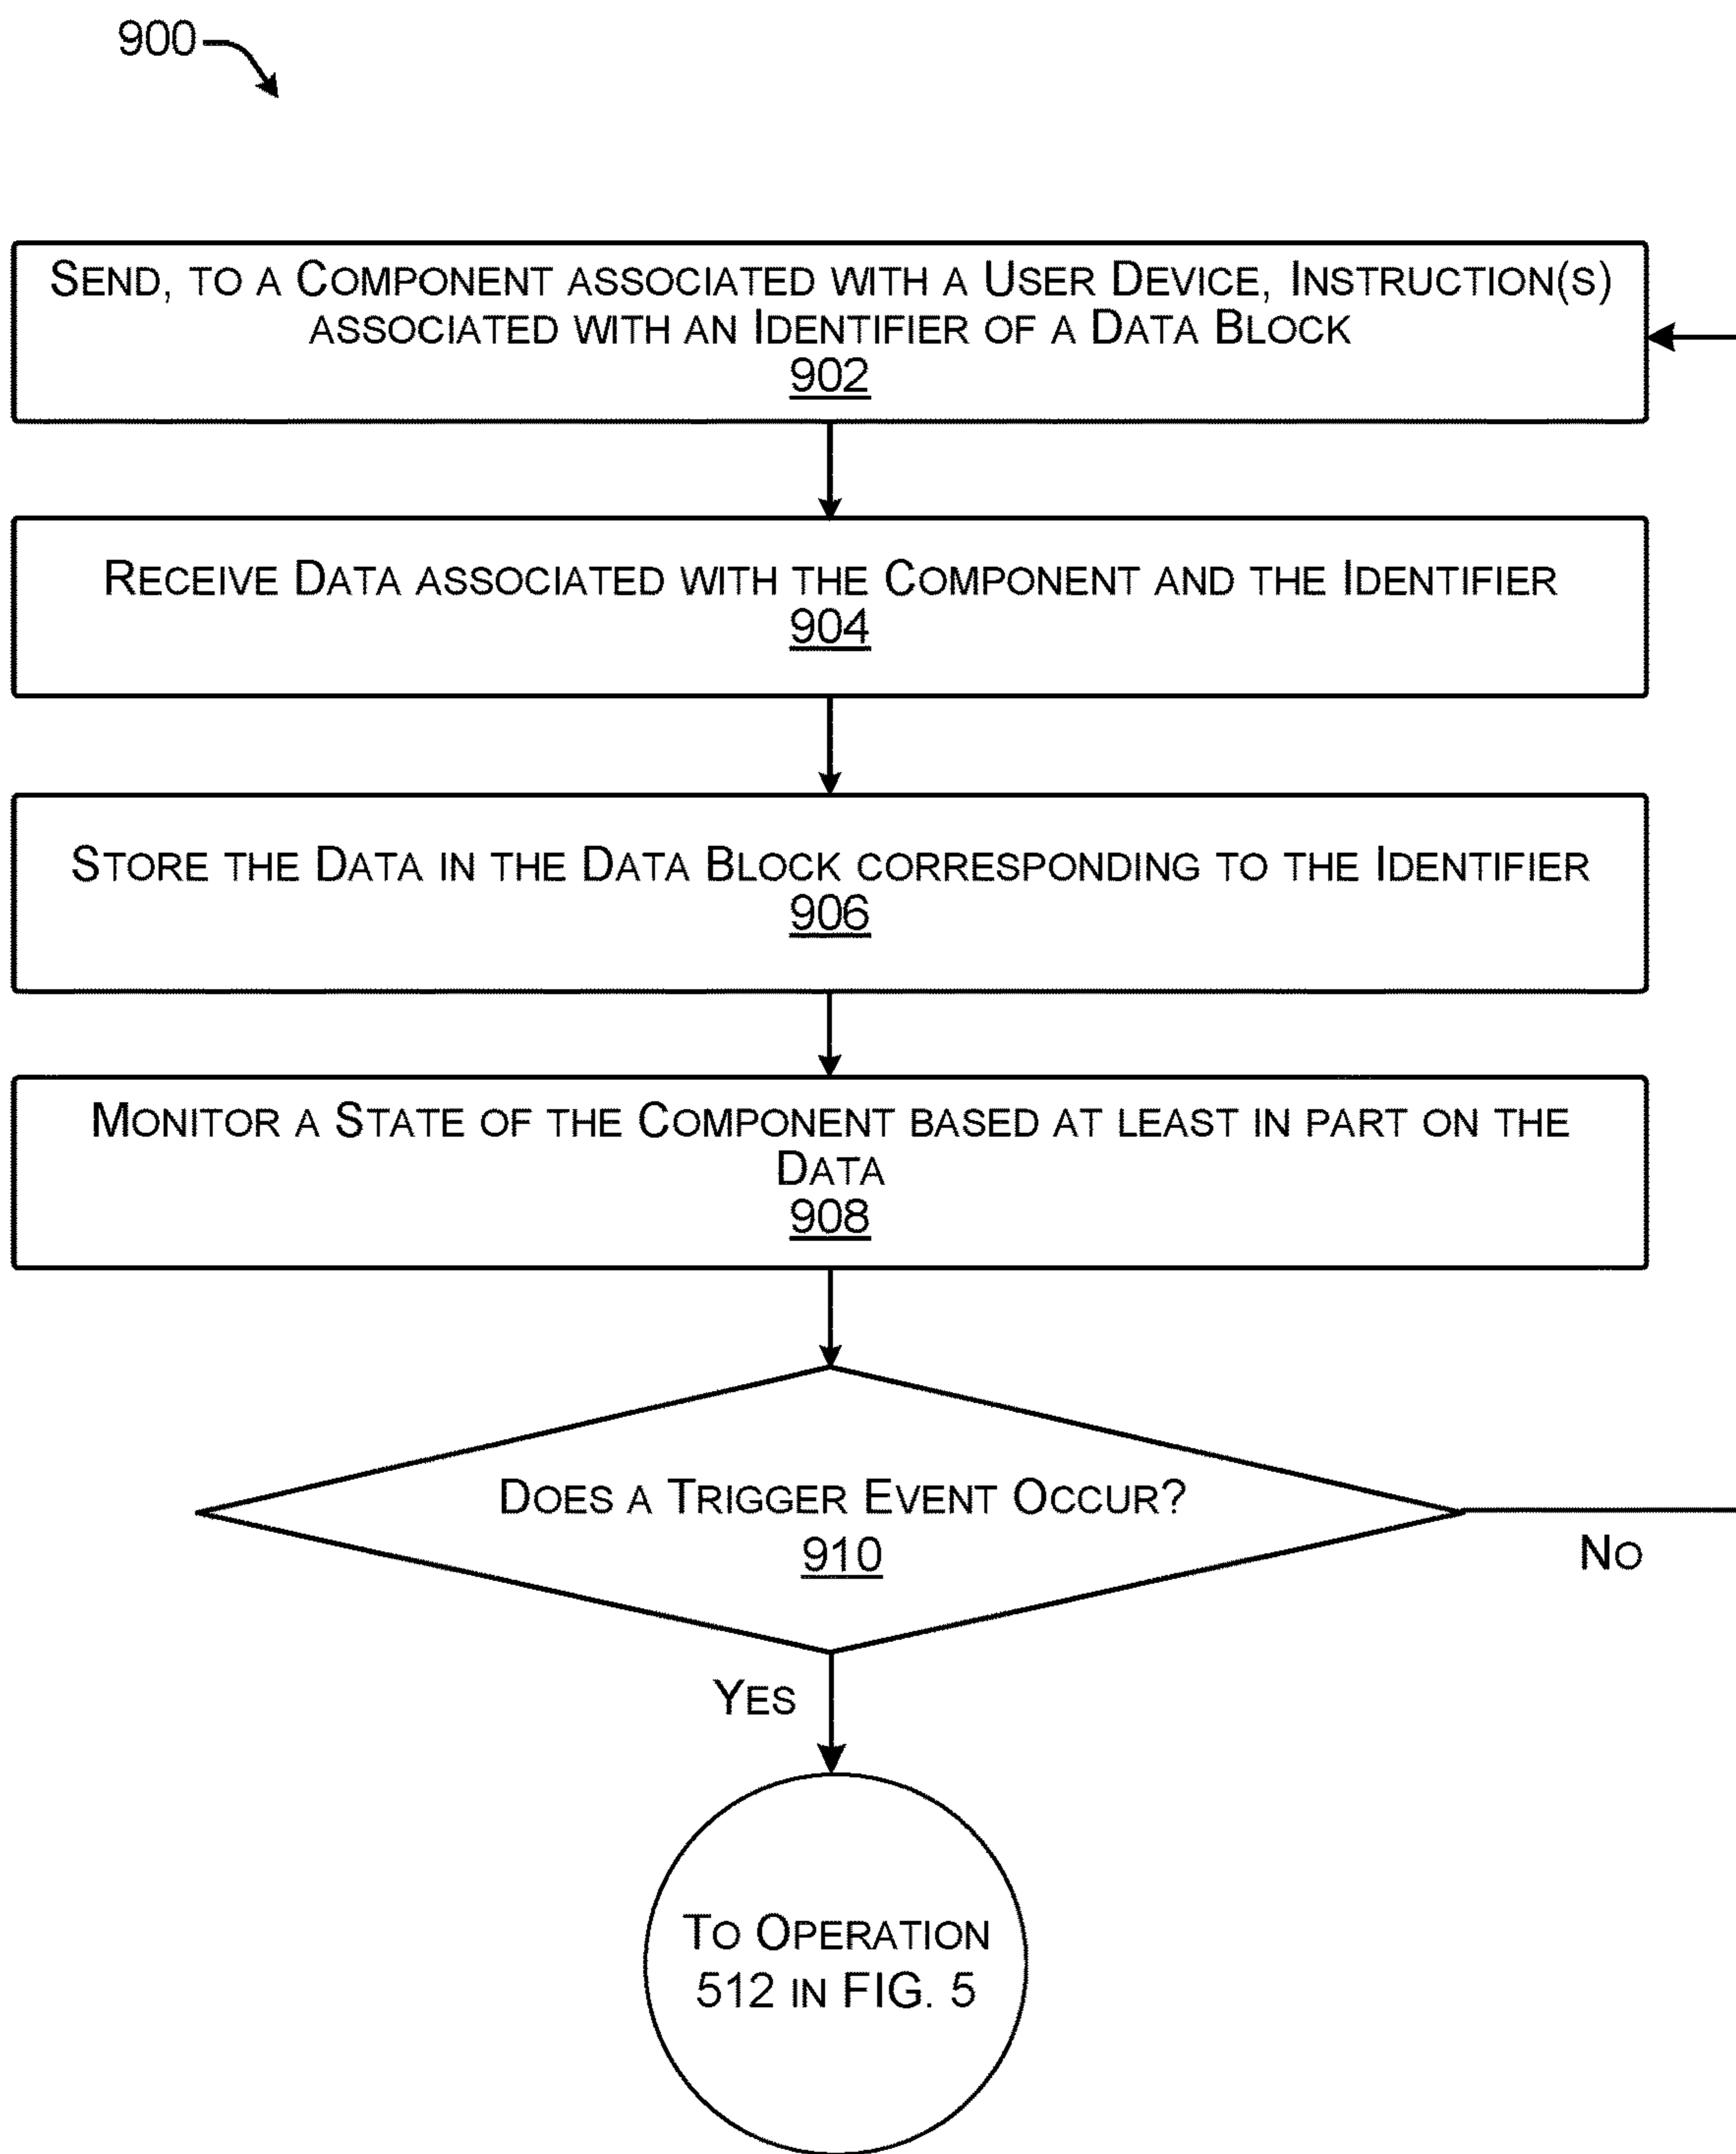 900
SEND, TO A COMPONENT ASSOCIATED WITH A USER DEVICE, INSTRUCTION(S)
ASSOCIATED WITH AN IDENTIFIER OF A DATA BLOCK
902
RECEIVE DATA ASSOCIATED WITH THE COMPONENT AND THE IDENTIFIER
904
STORE THE DATA IN THE DATA BLOCK CORRESPONDING TO THE IDENTIFIER
906
MONITOR A STATE OF THE COMPONENT BASED AT LEAST IN PART ON THE
DATA
908
DOES A TRIGGER EVENT OCCUR?
910
NO
YES
TO OPERATION
512 IN FIG. 5